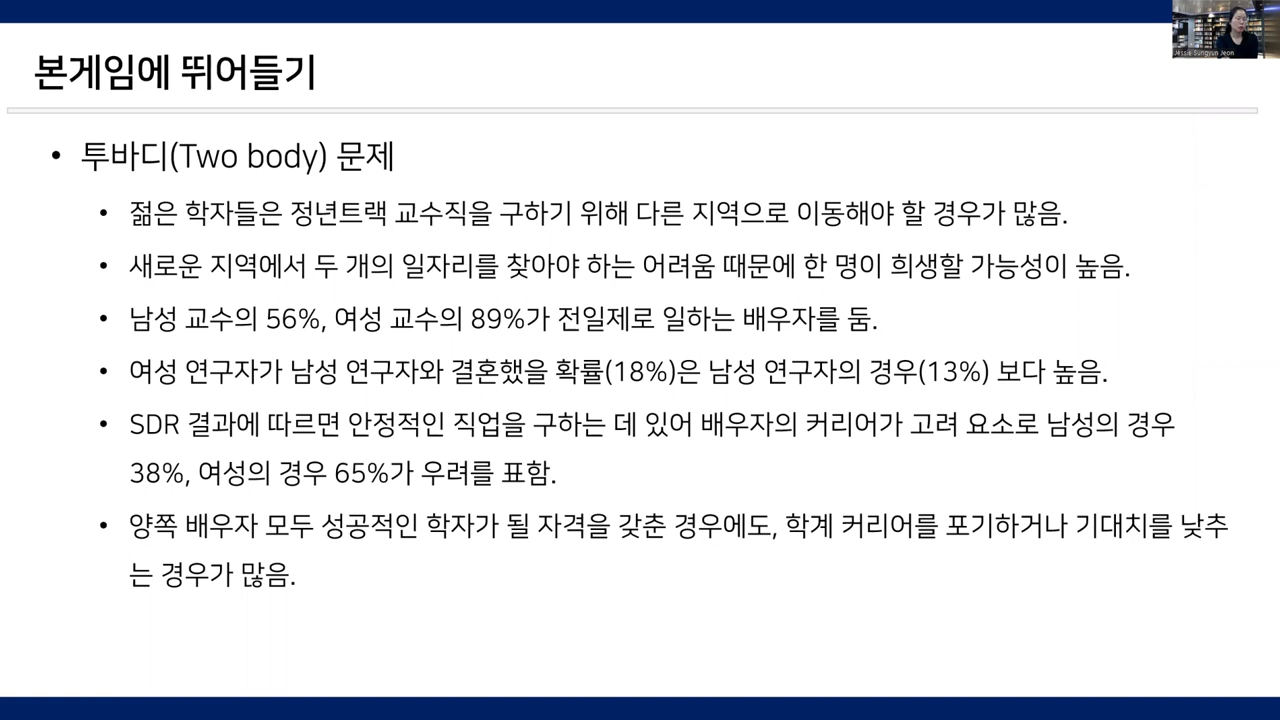 Jessie Sungyun Jeon
본게임에 뛰어들기
• 투바디(Two body) 문제
• 젊은 학자들은 정년트랙 교수직을 구하기 위해 다른 지역으로 이동해야 할 경우가 많음.
• 새로운 지역에서 두 개의 일자리를 찾아야 하는 어려움 때문에 한 명이 희생할 가능성이 높음.
• 남성 교수의 56%, 여성 교수의 89%가 전일제로 일하는 배우자를 둠.
• 여성 연구자가 남성 연구자와 결혼했을 확률(18%)은 남성 연구자의 경우(13%) 보다 높음.
• SDR 결과에 따르면 안정적인 직업을 구하는 데 있어 배우자의 커리어가 고려 요소로 남성의 경우
38%, 여성의 경우 65%가 우려를 표함.
• 양쪽 배우자 모두 성공적인 학자가 될 자격을 갖춘 경우에도, 학계 커리어를 포기하거나 기대치를 낮추
는 경우가 많음.